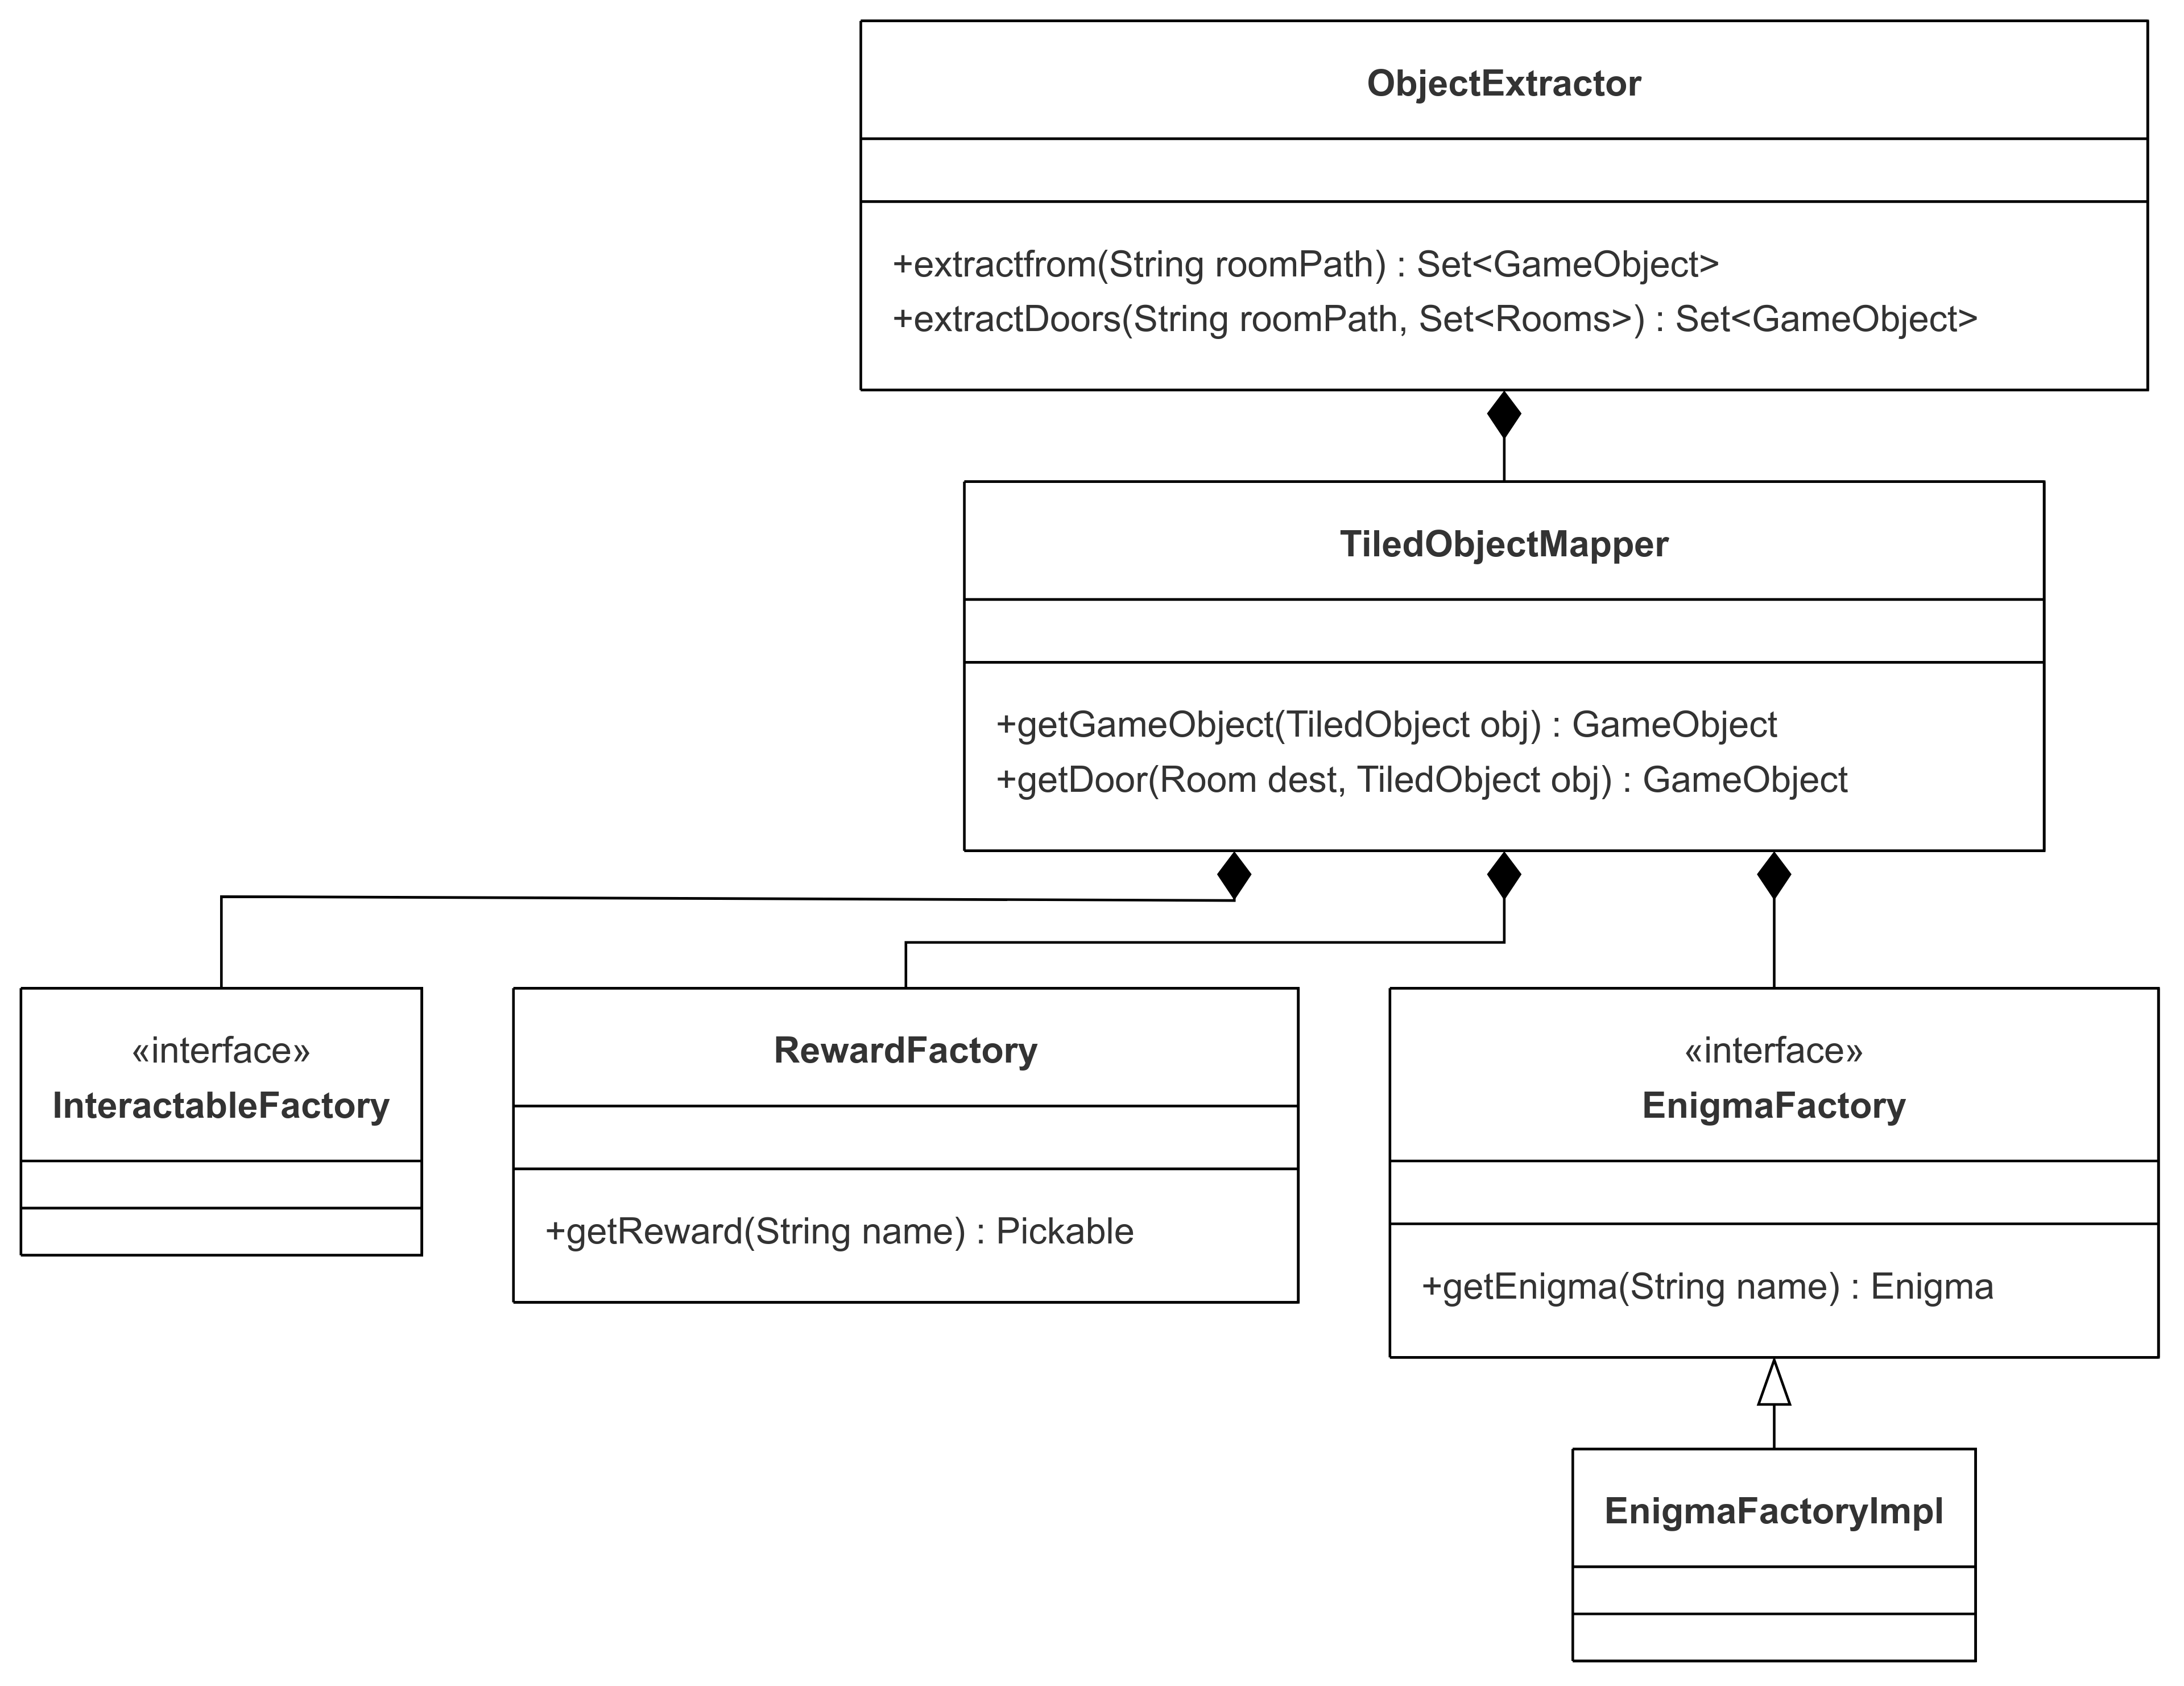 ObjectExtractor
+extractfrom(String roomPath) : Set<GameObject>
+extractDoors(String roomPath, Set<Rooms>) : Set<GameObject>
TiledObjectMapper
+getGameObject(TiledObject obj) : GameObject
+getDoor(Room dest, TiledObject obj) : GameObject
«interface»
InteractableFactory
RewardFactory
+getReward(String name) : Pickable
«interface»
EnigmaFactory
+getEnigma(String name) : Enigma
EnigmaFactoryImpl